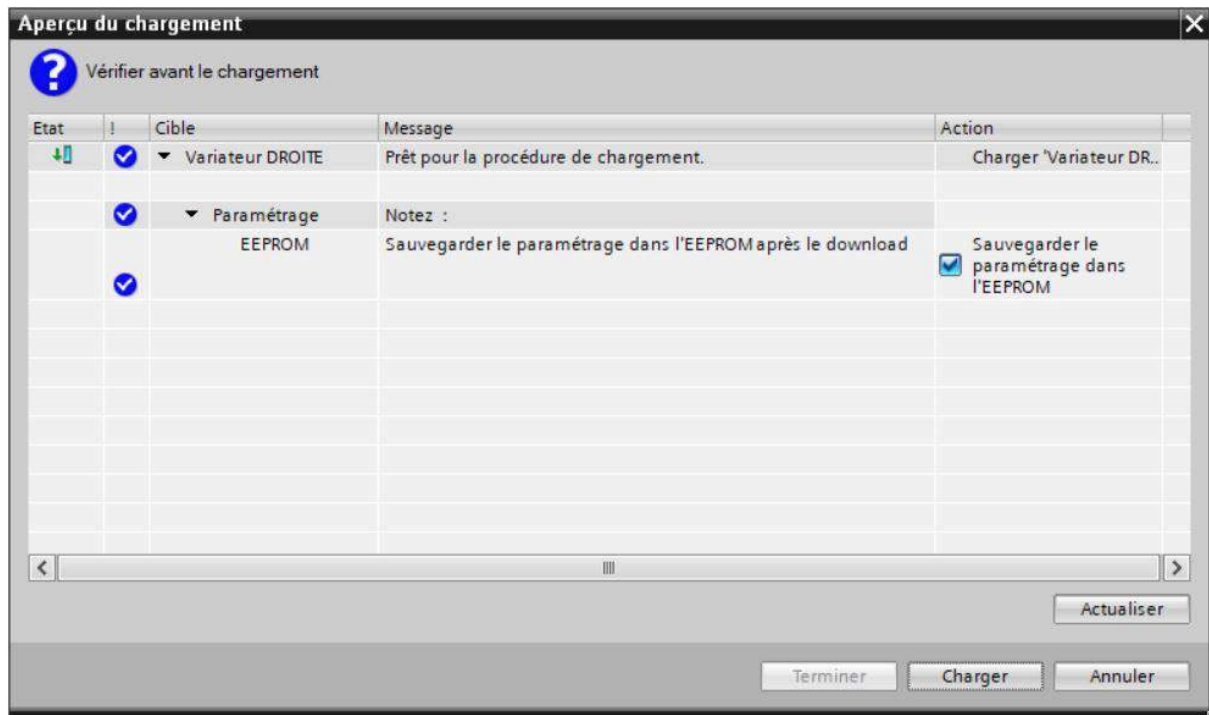 Aperçu du chargement
Vérifier avant le chargement
Etat ! Cible Message Action
Variateur DROITE Prêt pour la procédure de chargement. Charger 'Variateur DR..
Paramétrage Notez :
EEPROM Sauvegarder le paramétrage dans l'EEPROM après le download Sauvegarder le
paramétrage dans
l'EEPROM
Actualiser
Terminer Charger Annuler